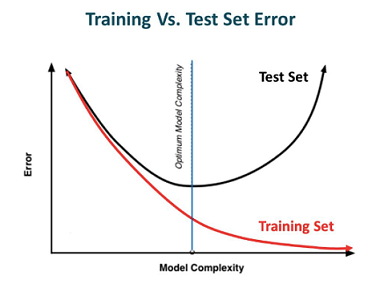 Training Vs. Test Set Error
Test Set
Optimum Model Complexity
Error
Training Set
Model Complexity